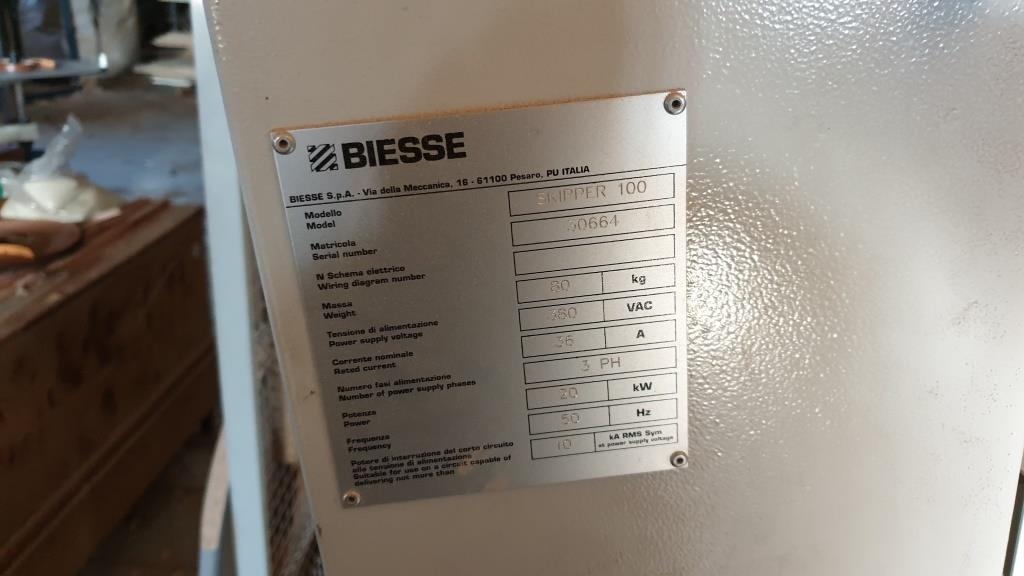 BIESSE
BIESSE S.p.A. - Via della Meccanica, 16 - 61100 Pesaro, PU ITALIA
Modello
Model
SKIPPER 100
Matricola
Serial number
N Schema elettrico
Wiring diagram number
Massa
Weight
80 kg
Tensione di alimentazione
Power supply voltage
380 VAC
Corrente nominale
Rated current
36 A
Numero fasi alimentazione
Number of power supply phases
3 PH
Potenza
Power
20 kW
Frequenza
Frequency
50 Hz
Potere di interruzione del corto circuito
alle tensione di alimentazione
Suitable for use on a circuit capable of
delivering not more than
10 kA RMS Sym
at power supply voltage